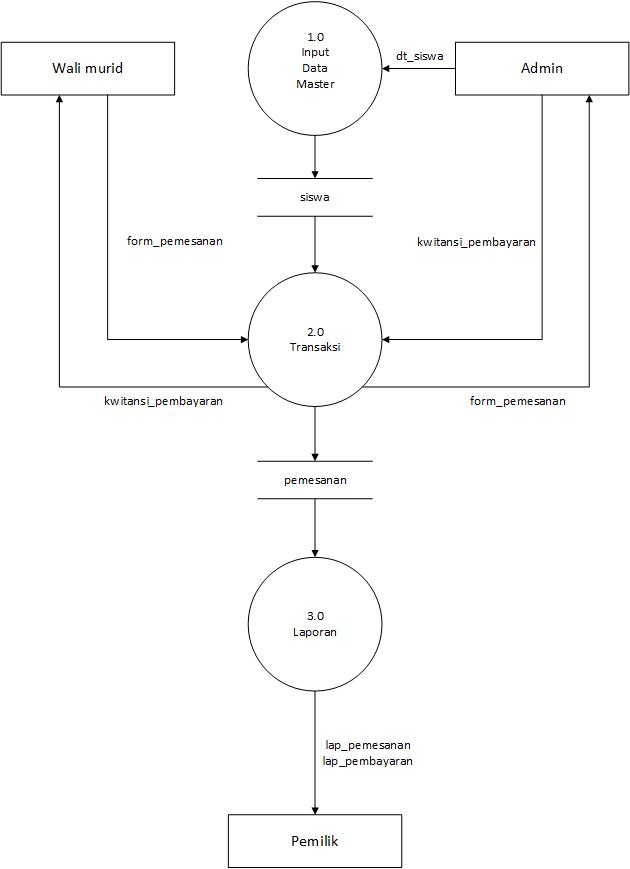 1.0
Input
Data
Master
Wali murid
dt_siswa
Admin
siswa
form_pemesanan
kwitansi_pembayaran
2.0
Transaksi
kwitansi_pembayaran
form_pemesanan
pemesanan
3.0
Laporan
lap_pemesanan
lap_pembayaran
Pemilik